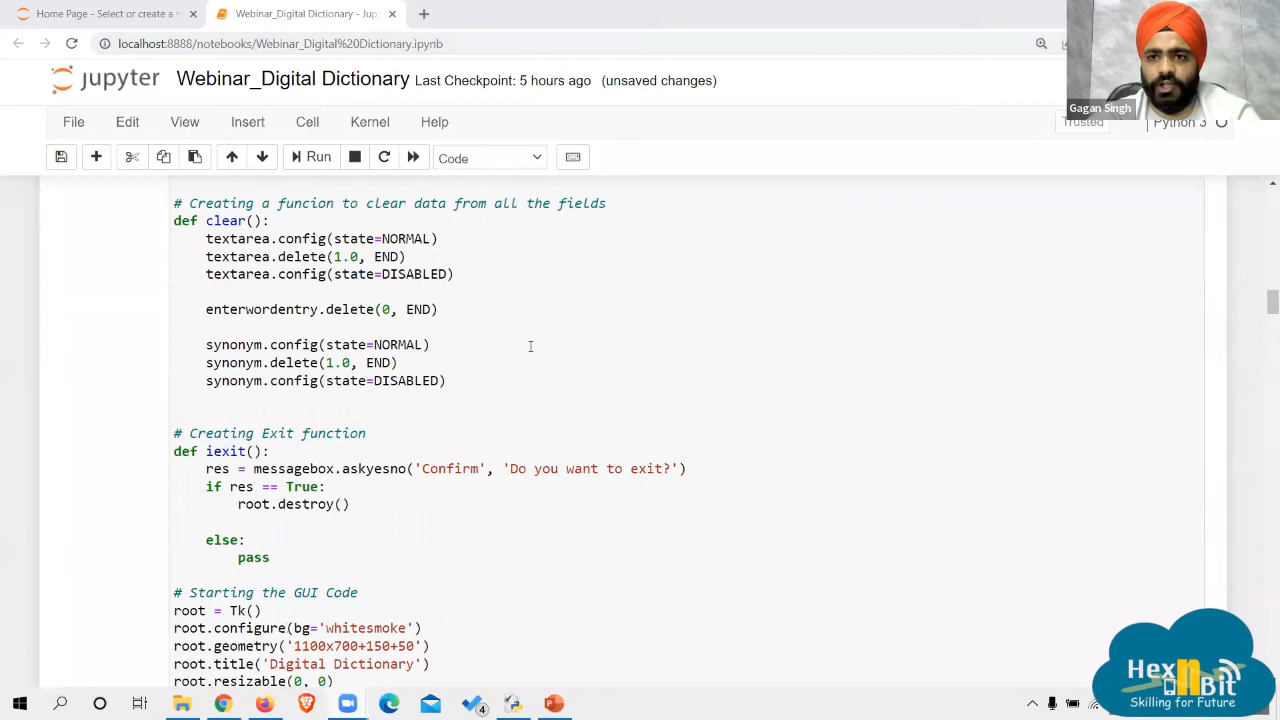 Home Page - Select or create a n
Webinar_Digital Dictionary - Jup
localhost:8888/notebooks/Webinar_Digital%20Dictionary.ipynb
jupyter
Webinar_Digital Dictionary Last Checkpoint: 5 hours ago (unsaved changes)
Gagan Singh
File Edit View Insert Cell Kernel Help
Trusted Python 3
Run Code
# Creating a funcion to clear data from all the fields
def clear():
    textarea.config(state=NORMAL)
    textarea.delete(1.0, END)
    textarea.config(state=DISABLED)
    enterwordentry.delete(0, END)
    synonym.config(state=NORMAL)
    synonym.delete(1.0, END)
    synonym.config(state=DISABLED)
# Creating Exit function
def iexit():
    res = messagebox.askyesno('Confirm', 'Do you want to exit?')
    if res == True:
        root.destroy()
    else:
        pass
# Starting the GUI Code
root = Tk()
root.configure(bg='whitesmoke')
root.geometry('1100x700+150+50')
root.title('Digital Dictionary')
root.resizable(0, 0)
HexnBit
Skilling for Future
4